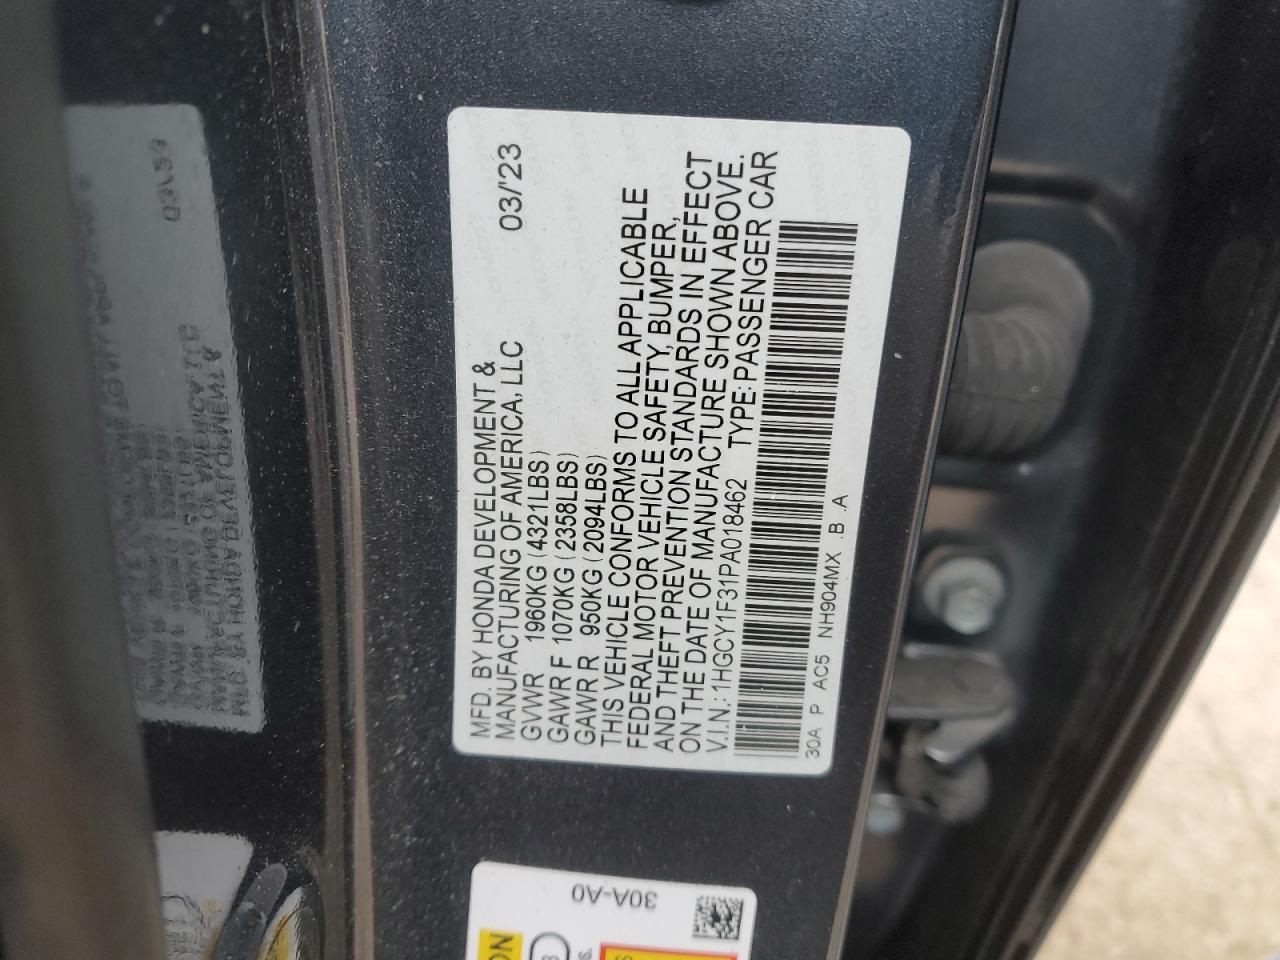 MFD. BY HONDA DEVELOPMENT &
MANUFACTURING OF AMERICA, LLC 03/'23
GVWR 1960KG (4321LBS)
GAWR F 1070KG (2358LBS)
GAWR R 950KG (2094LBS)
THIS VEHICLE CONFORMS TO ALL APPLICABLE
FEDERAL MOTOR VEHICLE SAFETY, BUMPER,
AND THEFT PREVENTION STANDARDS IN EFFECT
ON THE DATE OF MANUFACTURE SHOWN ABOVE.
V.I.N.: 1HGCY1F31PA018462 TYPE: PASSENGER CAR
30A P AC5 NH904MX .B .A
30A-A0